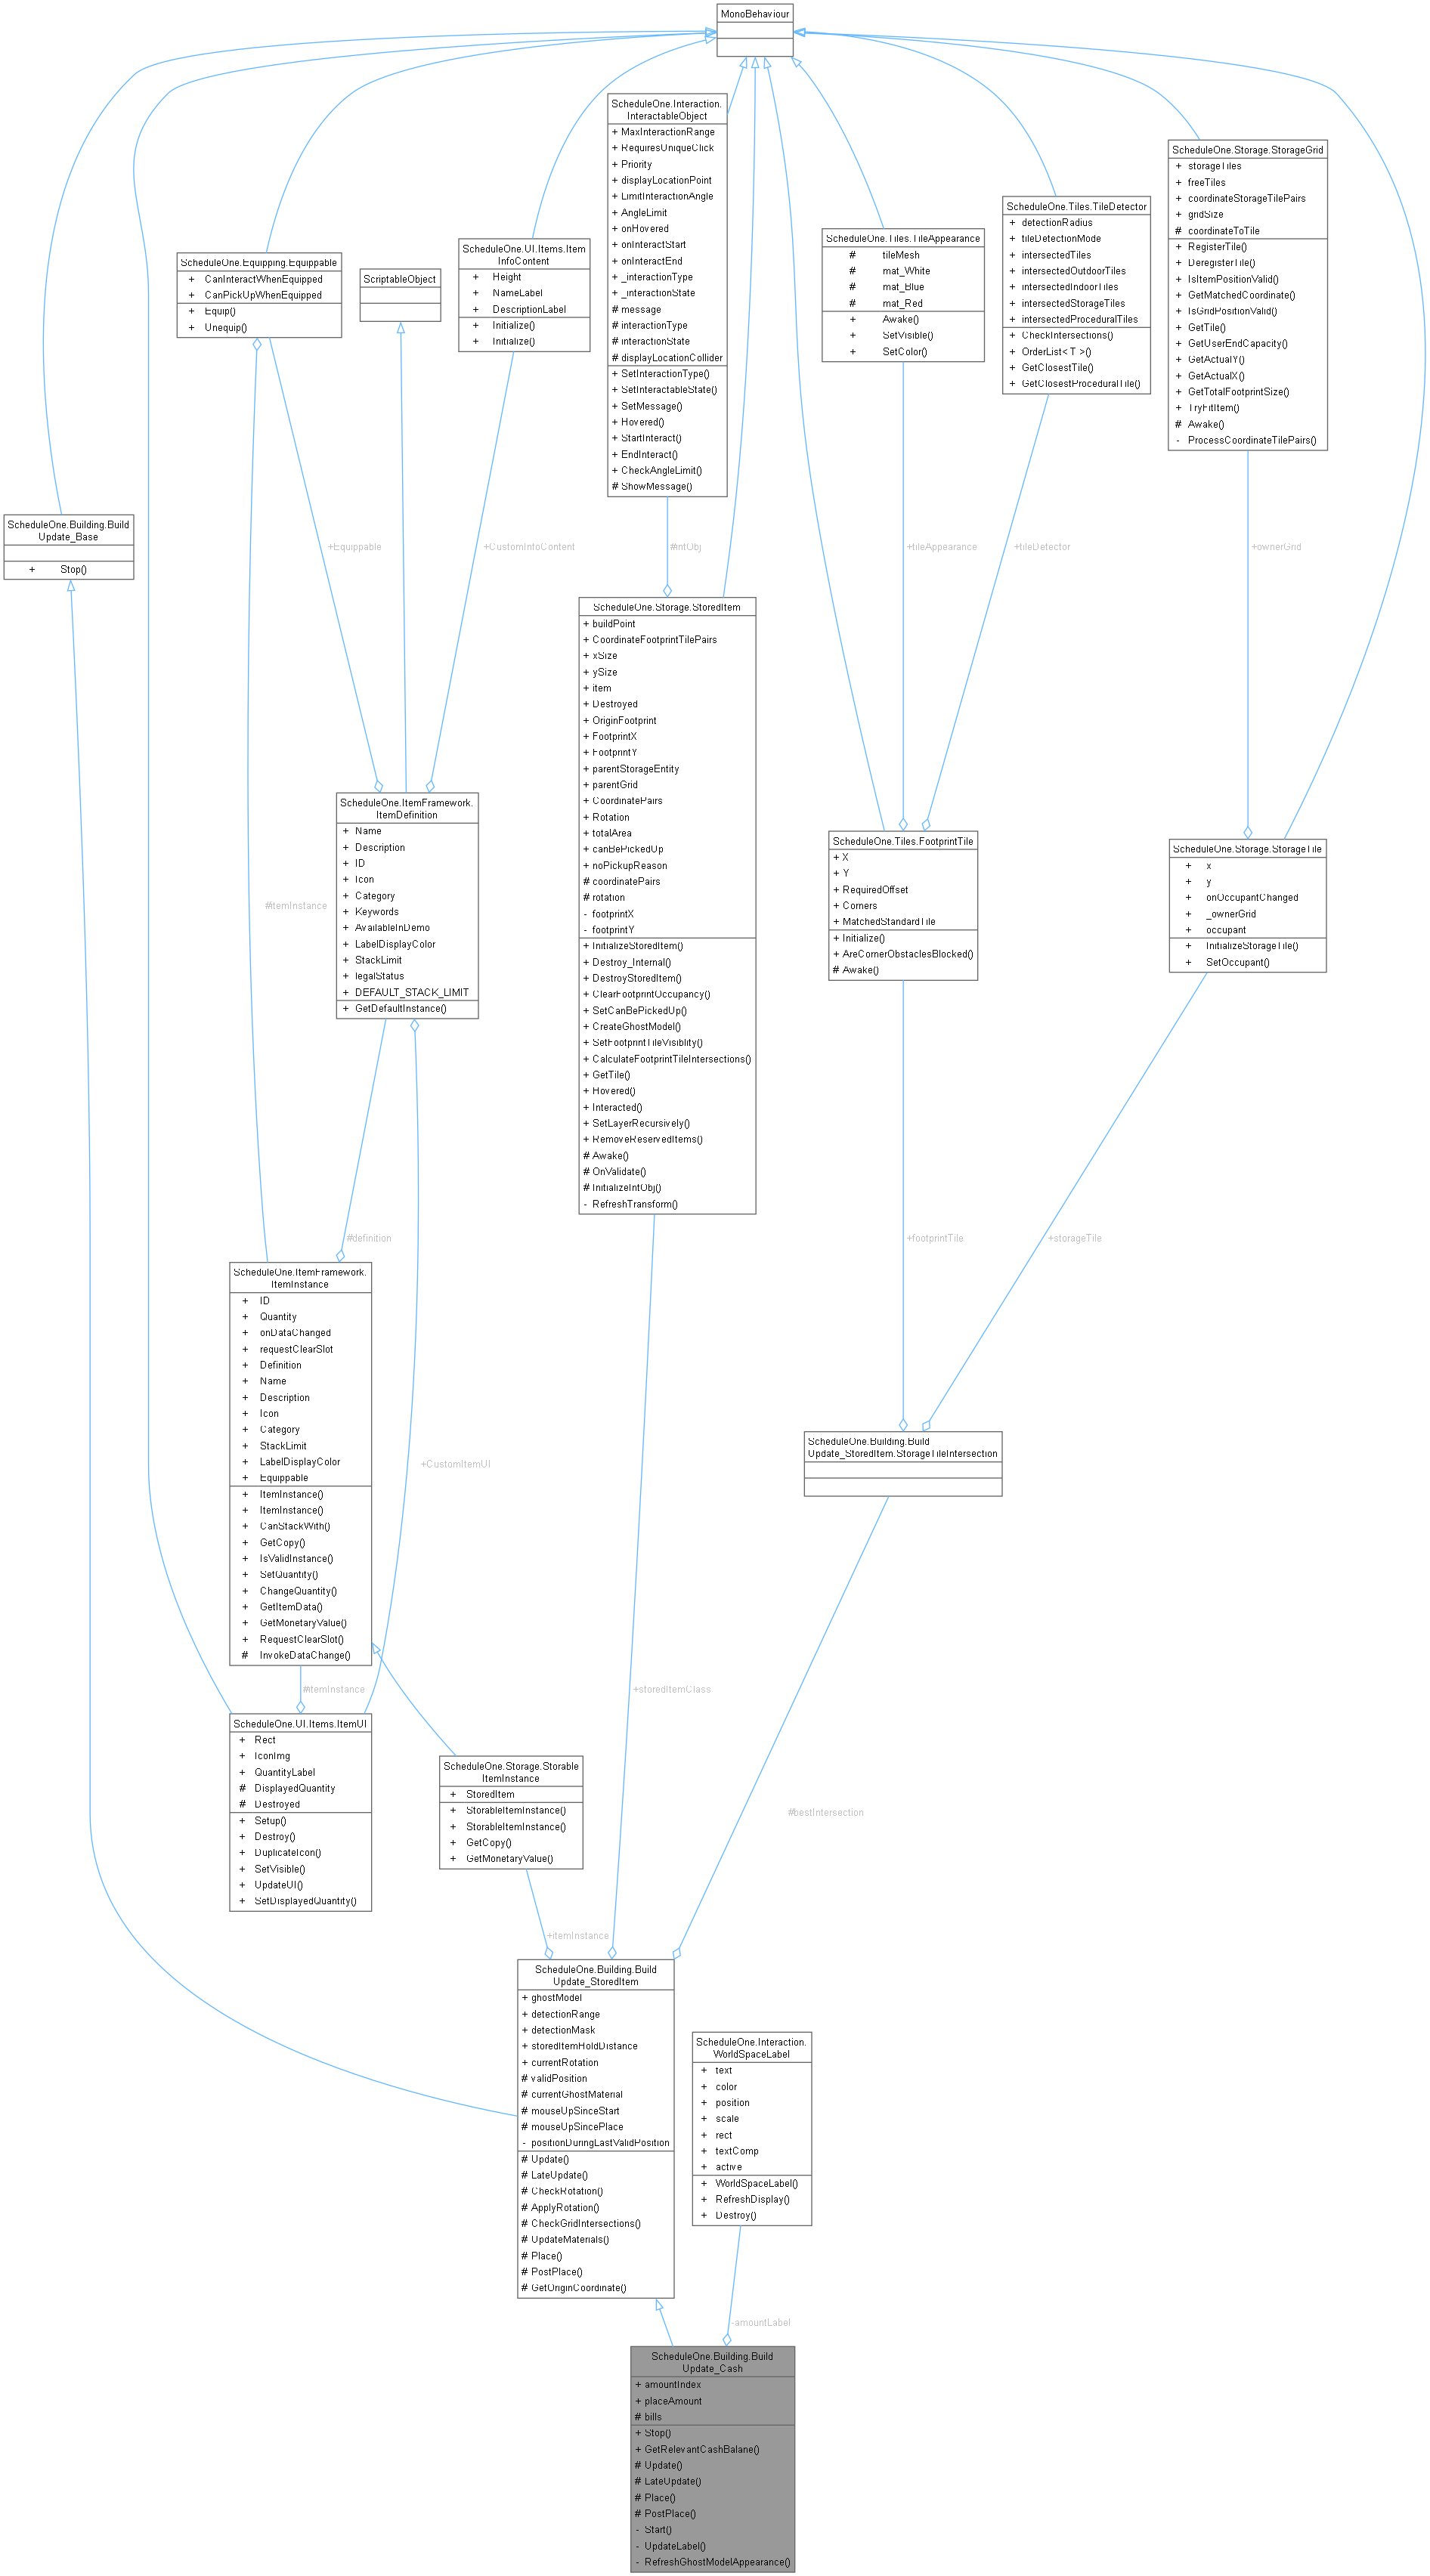 MonoBehaviour
ScheduleOne.Interaction.
InteractableObject
+ MaxInteractionRange
+ RequiresUniqueClick
+ Priority
+ displayLocationPoint
+ LimitInteractionAngle
+ AngleLimit
+ onHovered
+ onInteractStart
+ onInteractEnd
+ _interactionType
+ _interactionState
# message
# interactionType
# interactionState
# displayLocationCollider
+ SetInteractionType()
+ SetInteractableState()
+ SetMessage()
+ Hovered()
+ StartInteract()
+ EndInteract()
+ CheckAngleLimit()
# ShowMessage()
ScheduleOne.Storage.StorageGrid
+ storageTiles
+ freeTiles
+ coordinateStorageTilePairs
+ gridSize
# coordinateToTile
+ RegisterTile()
+ DeregisterTile()
+ IsItemPositionValid()
+ GetMatchedCoordinate()
+ IsGridPositionValid()
+ GetTile()
+ GetUserEndCapacity()
+ GetActualY()
+ GetActualX()
+ GetTotalFootprintSize()
+ TryFitItem()
# Awake()
- ProcessCoordinateTilePairs()
ScheduleOne.Tiles.TileDetector
+ detectionRadius
+ tileDetectionMode
+ intersectedTiles
+ intersectedOutdoorTiles
+ intersectedIndoorTiles
+ intersectedStorageTiles
+ intersectedProceduralTiles
+ CheckIntersections()
+ OrderList< T >()
+ GetClosestTile()
+ GetClosestProceduralTile()
ScheduleOne.Tiles.TileAppearance
# tileMesh
# mat_White
# mat_Blue
# mat_Red
+ Awake()
+ SetVisible()
+ SetColor()
ScheduleOne.UI.Items.Item
InfoContent
+ Height
+ NameLabel
+ DescriptionLabel
+ Initialize()
+ Initialize()
ScheduleOne.Equipping.Equippable
+ CanInteractWhenEquipped
+ CanPickUpWhenEquipped
+ Equip()
+ Unequip()
ScriptableObject
ScheduleOne.Building.Build
Update_Base
+ Stop()
+Equippable
+CustomInfoContent
#intObj
+tileAppearance
+tileDetector
+ownerGrid
ScheduleOne.Storage.StoredItem
+ buildPoint
+ CoordinateFootprintTilePairs
+ xSize
+ ySize
+ item
+ Destroyed
+ OriginFootprint
+ FootprintX
+ FootprintY
+ parentStorageEntity
+ parentGrid
+ CoordinatePairs
+ Rotation
+ totalArea
+ canBePickedUp
+ noPickupReason
# coordinatePairs
# rotation
- footprintX
- footprintY
+ InitializeStoredItem()
+ Destroy_Internal()
+ DestroyStoredItem()
+ ClearFootprintOccupancy()
+ SetCanBePickedUp()
+ CreateGhostModel()
+ SetFootprintTileVisiblity()
+ CalculateFootprintTileIntersections()
+ GetTile()
+ Hovered()
+ Interacted()
+ SetLayerRecursively()
+ RemoveReservedItems()
# Awake()
# OnValidate()
# InitializeIntObj()
- RefreshTransform()
ScheduleOne.ItemFramework.
ItemDefinition
+ Name
+ Description
+ ID
+ Icon
+ Category
+ Keywords
+ AvailableInDemo
+ LabelDisplayColor
+ StackLimit
+ legalStatus
+ DEFAULT_STACK_LIMIT
+ GetDefaultInstance()
ScheduleOne.Tiles.FootprintTile
+ X
+ Y
+ RequiredOffset
+ Corners
+ MatchedStandardTile
+ Initialize()
+ AreCornerObstaclesBlocked()
# Awake()
ScheduleOne.Storage.StorageTile
+ x
+ y
+ onOccupantChanged
+ _ownerGrid
+ occupant
+ InitializeStorageTile()
+ SetOccupant()
#itemInstance
#definition
+footprintTile
+storageTile
ScheduleOne.ItemFramework.
ItemInstance
+ ID
+ Quantity
+ onDataChanged
+ requestClearSlot
+ Definition
+ Name
+ Description
+ Icon
+ Category
+ StackLimit
+ LabelDisplayColor
+ Equippable
+ ItemInstance()
+ ItemInstance()
+ CanStackWith()
+ GetCopy()
+ IsValidInstance()
+ SetQuantity()
+ ChangeQuantity()
+ GetItemData()
+ GetMonetaryValue()
+ RequestClearSlot()
# InvokeDataChange()
+CustomItemUI
ScheduleOne.Building.Build
Update_StoredItem.StorageTileIntersection
#itemInstance
+storedItemClass
ScheduleOne.UI.Items.ItemUI
+ Rect
+ IconImg
+ QuantityLabel
# DisplayedQuantity
# Destroyed
+ Setup()
+ Destroy()
+ DuplicateIcon()
+ SetVisible()
+ UpdateUI()
+ SetDisplayedQuantity()
ScheduleOne.Storage.Storable
ItemInstance
+ StoredItem
+ StorableItemInstance()
+ StorableItemInstance()
+ GetCopy()
+ GetMonetaryValue()
#bestIntersection
+itemInstance
ScheduleOne.Building.Build
Update_StoredItem
+ ghostModel
+ detectionRange
+ detectionMask
+ storedItemHoldDistance
+ currentRotation
# validPosition
# currentGhostMaterial
# mouseUpSinceStart
# mouseUpSincePlace
- positionDuringLastValidPosition
# Update()
# LateUpdate()
# CheckRotation()
# ApplyRotation()
# CheckGridIntersections()
# UpdateMaterials()
# Place()
# PostPlace()
# GetOriginCoordinate()
ScheduleOne.Interaction.
WorldSpaceLabel
+ text
+ color
+ position
+ scale
+ rect
+ textComp
+ active
+ WorldSpaceLabel()
+ RefreshDisplay()
+ Destroy()
-amountLabel
ScheduleOne.Building.Build
Update_Cash
+ amountIndex
+ placeAmount
# bills
+ Stop()
+ GetRelevantCashBalane()
# Update()
# LateUpdate()
# Place()
# PostPlace()
- Start()
- UpdateLabel()
- RefreshGhostModelAppearance()